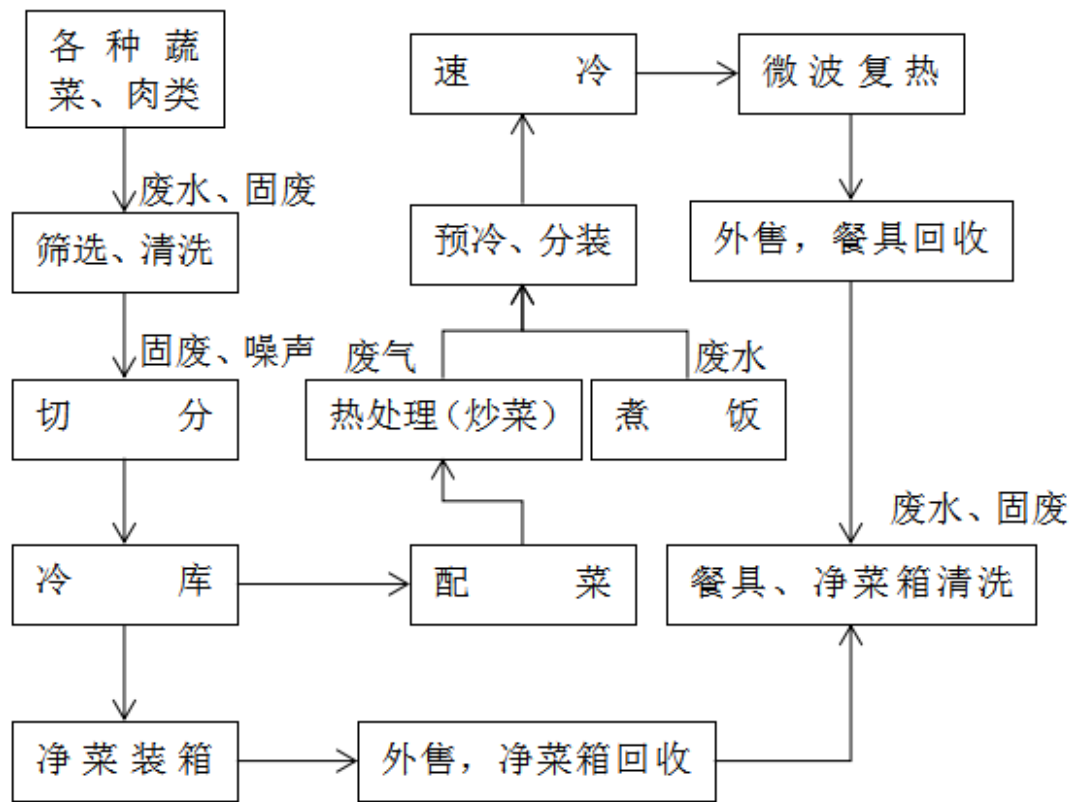 各种蔬
菜、肉类
速冷
微波复热
废水、固废
筛选、清洗
预冷、分装
外售，餐具回收
固废、噪声
废气
废水
切分
热处理（炒菜）
煮饭
废水、固废
冷库
配菜
餐具、净菜箱清洗
净菜装箱
外售，净菜箱回收